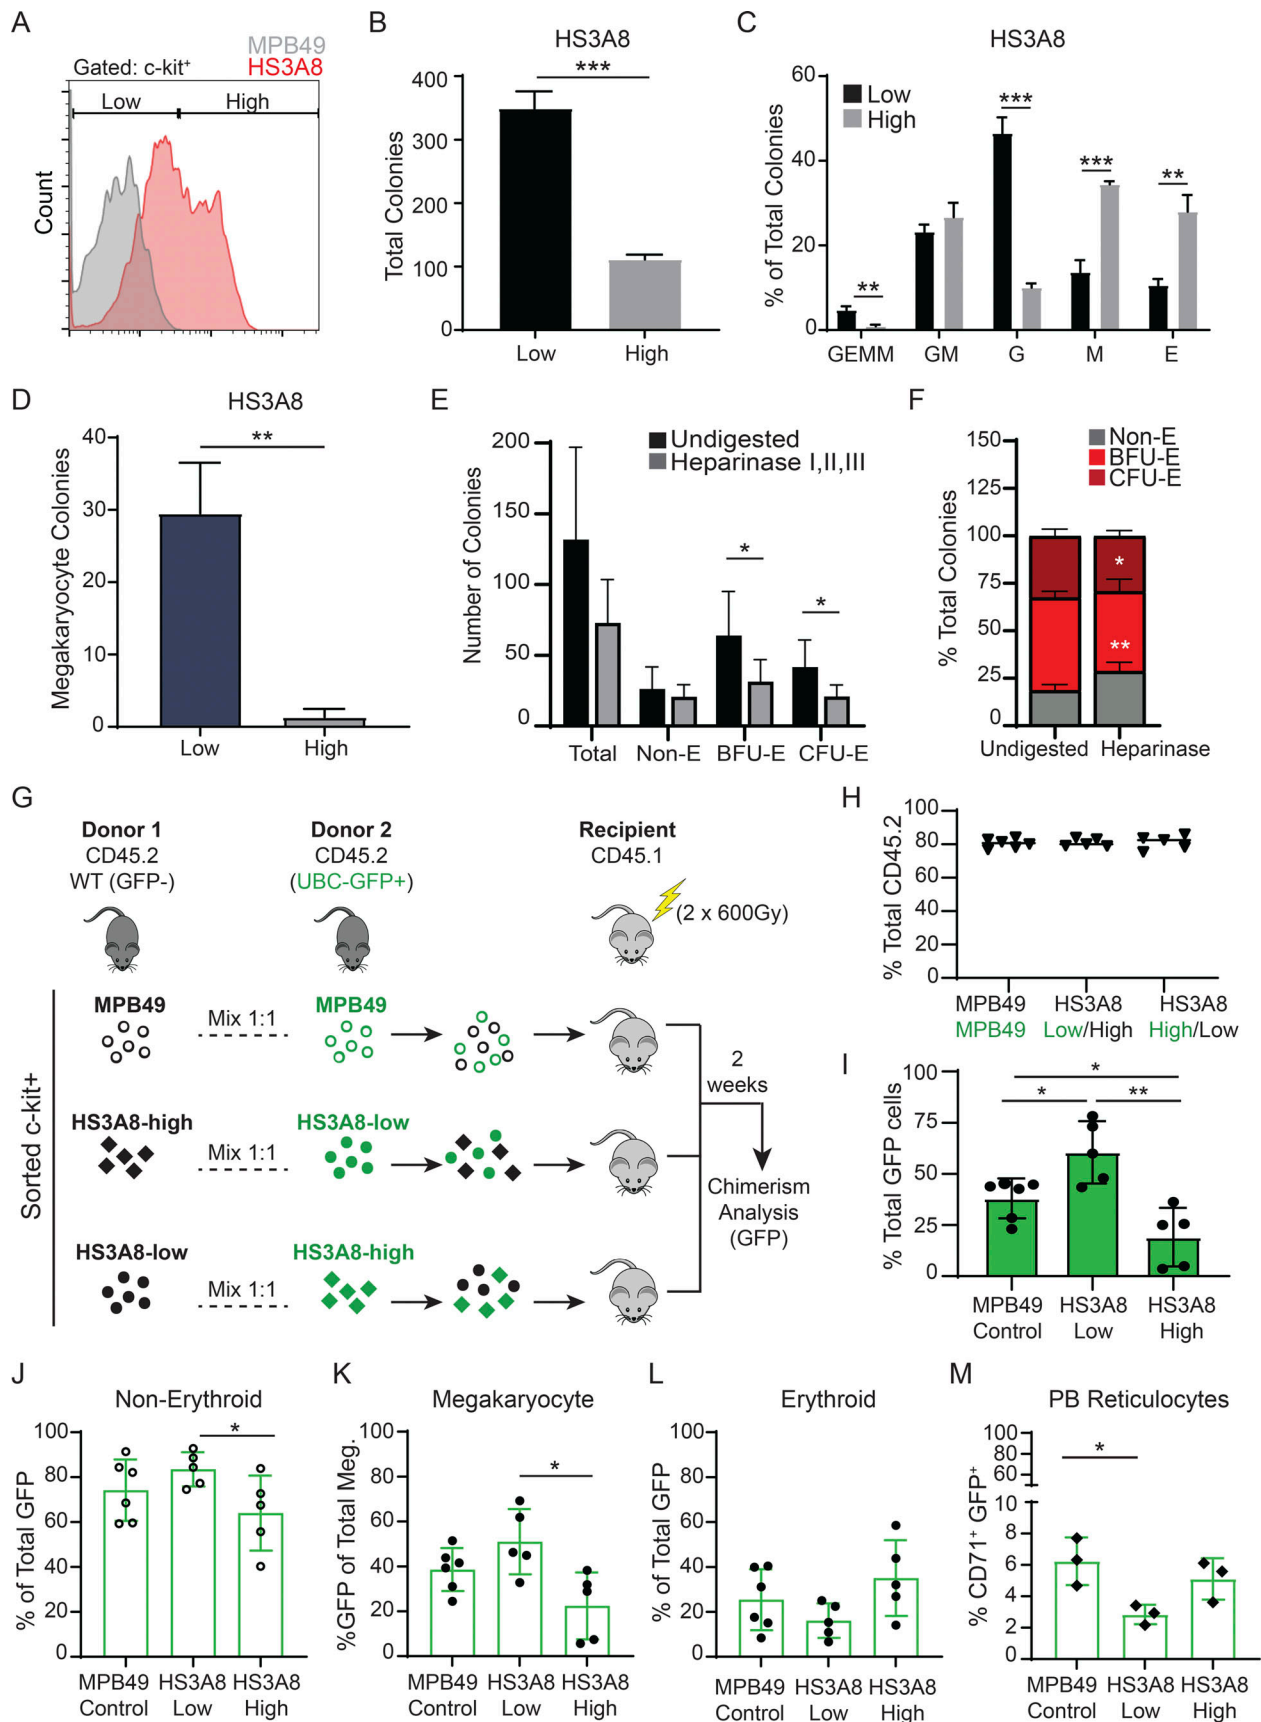 A
MPB49
HS3A8
Gated: c-kit⁺
Low
High
Count
B
HS3A8
***
Total Colonies
400
300
200
100
0
Low
High
C
HS3A8
Low
High
% of Total Colonies
60
40
20
0
**
***
***
**
GEMM
GM
G
M
E
D
HS3A8
**
Megakaryocyte Colonies
40
30
20
10
0
Low
High
E
Undigested
Heparinase I,II,III
Number of Colonies
200
150
100
50
0
*
*
Total
Non-E
BFU-E
CFU-E
F
Non-E
BFU-E
CFU-E
% Total Colonies
150
125
100
75
50
25
0
*
**
Undigested
Heparinase
G
Donor 1
CD45.2
WT (GFP-)
Donor 2
CD45.2
(UBC-GFP+)
Recipient
CD45.1
(2 x 600Gy)
Sorted c-kit+
MPB49
Mix 1:1
MPB49
HS3A8-high
Mix 1:1
HS3A8-low
HS3A8-low
Mix 1:1
HS3A8-high
2
weeks
Chimerism
Analysis
(GFP)
H
% Total CD45.2
100
80
60
40
20
0
MPB49
MPB49
HS3A8
Low/High
HS3A8
High/Low
I
% Total GFP cells
100
75
50
25
0
*
*
**
MPB49
Control
HS3A8
Low
HS3A8
High
J
Non-Erythroid
% of Total GFP
100
80
60
40
20
0
*
MPB49
Control
HS3A8
Low
HS3A8
High
K
Megakaryocyte
%GFP of Total Meg.
100
80
60
40
20
0
*
MPB49
Control
HS3A8
Low
HS3A8
High
L
Erythroid
% of Total GFP
100
80
60
40
20
0
MPB49
Control
HS3A8
Low
HS3A8
High
M
PB Reticulocytes
% CD71⁺ GFP⁺
100
80
60
10
8
6
4
2
0
*
MPB49
Control
HS3A8
Low
HS3A8
High